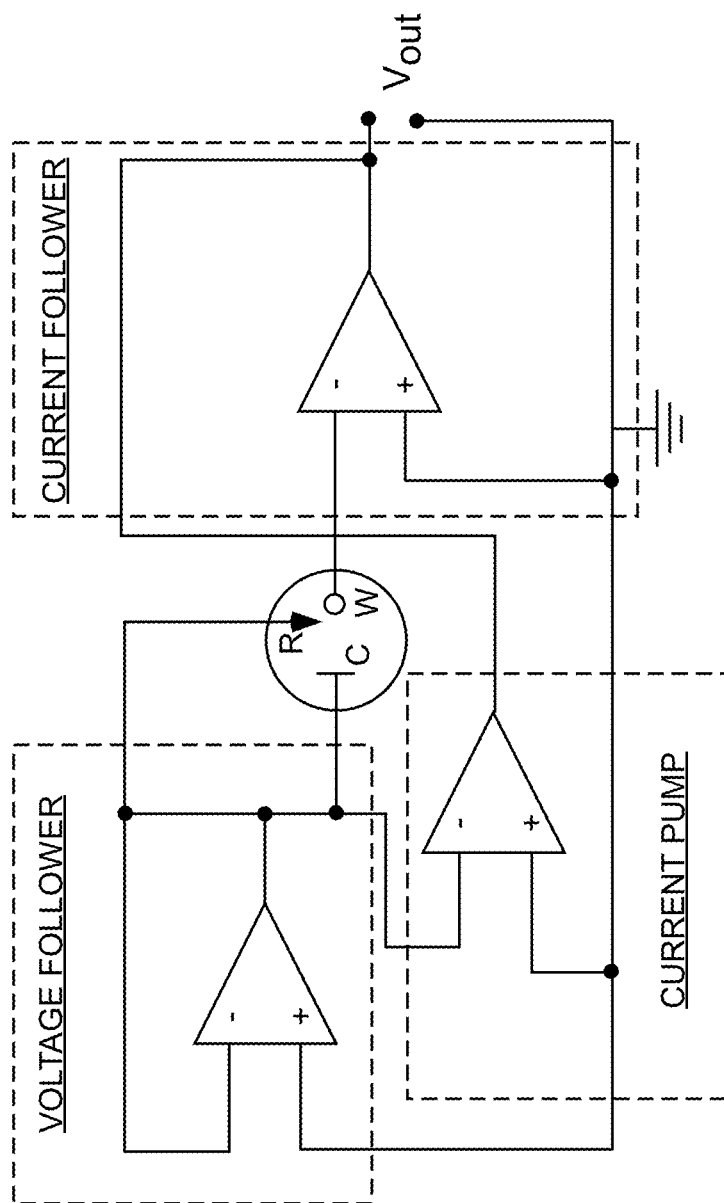 VOLTAGE FOLLOWER
CURRENT FOLLOWER
-
+
-
+
R
C
W
-
+
CURRENT PUMP
Vout